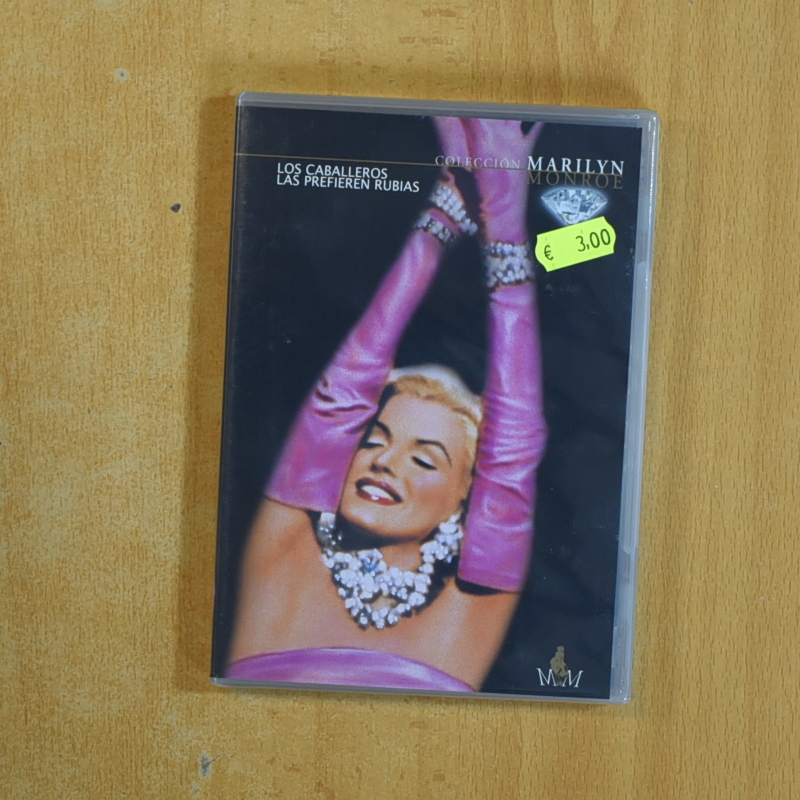 COLECCIÓN MARILYN
MONROE
LOS CABALLEROS
LAS PREFIEREN RUBIAS
€ 3,00
MM